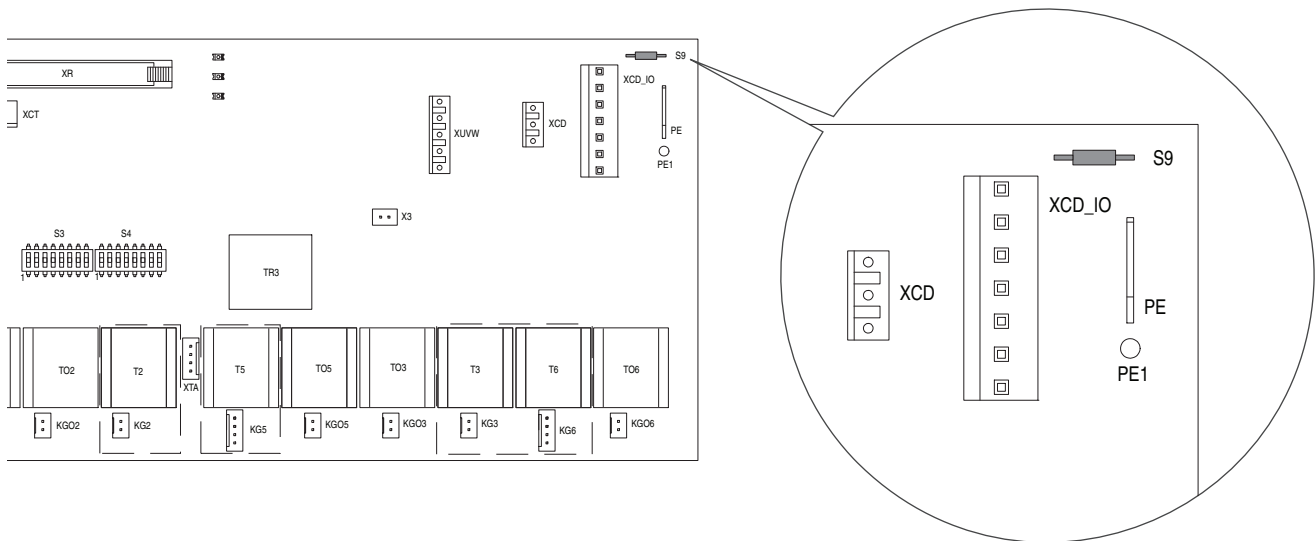 S9
XR
XCD_IO
XCT
XUVW
XCD
PE
PE1
X3
S3
S4
1
1
TR3
TO2
T2
T5
TO5
TO3
T3
T6
TO6
XTA
KGO2
KG2
KG5
KGO5
KGO3
KG3
KG6
KGO6
S9
XCD_IO
XCD
PE
PE1